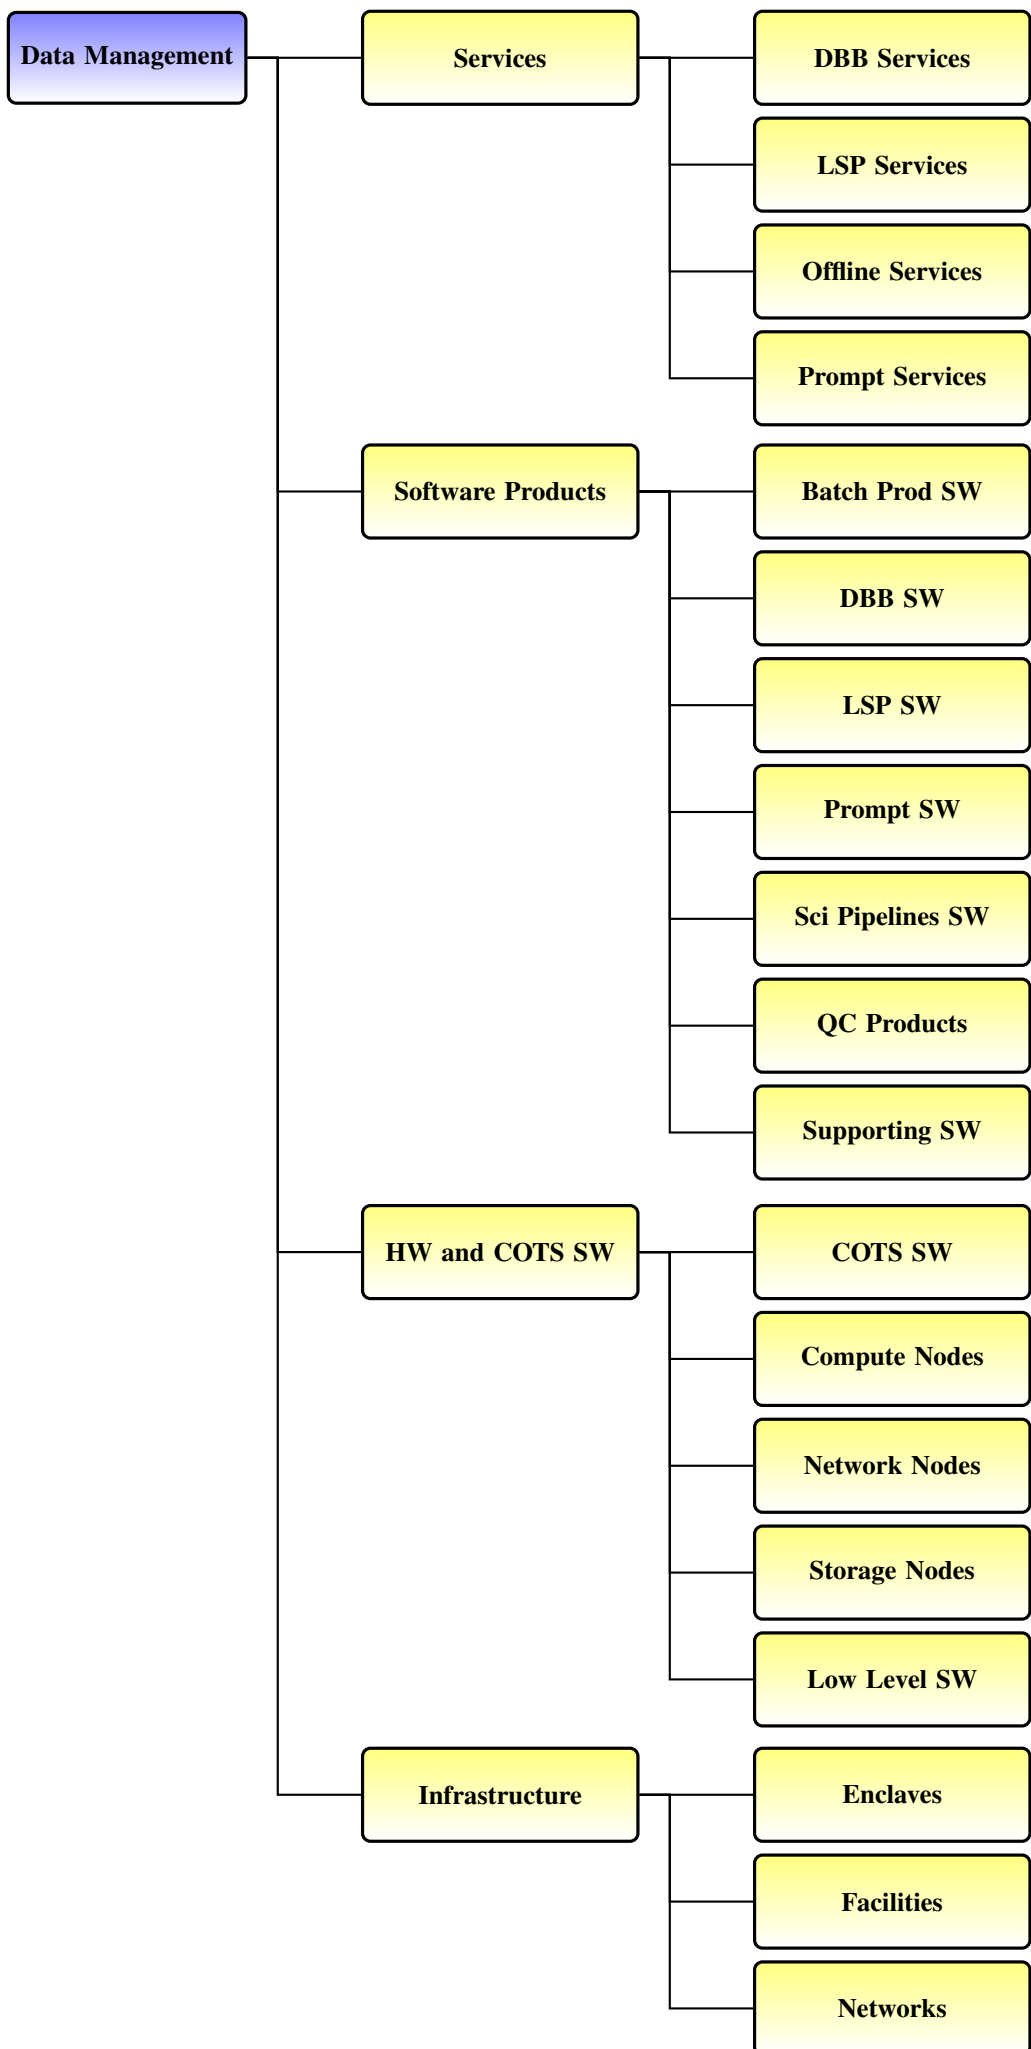 Data Management
Services
DBB Services
LSP Services
Offline Services
Prompt Services
Software Products
Batch Prod SW
DBB SW
LSP SW
Prompt SW
Sci Pipelines SW
QC Products
Supporting SW
HW and COTS SW
COTS SW
Compute Nodes
Network Nodes
Storage Nodes
Low Level SW
Infrastructure
Enclaves
Facilities
Networks